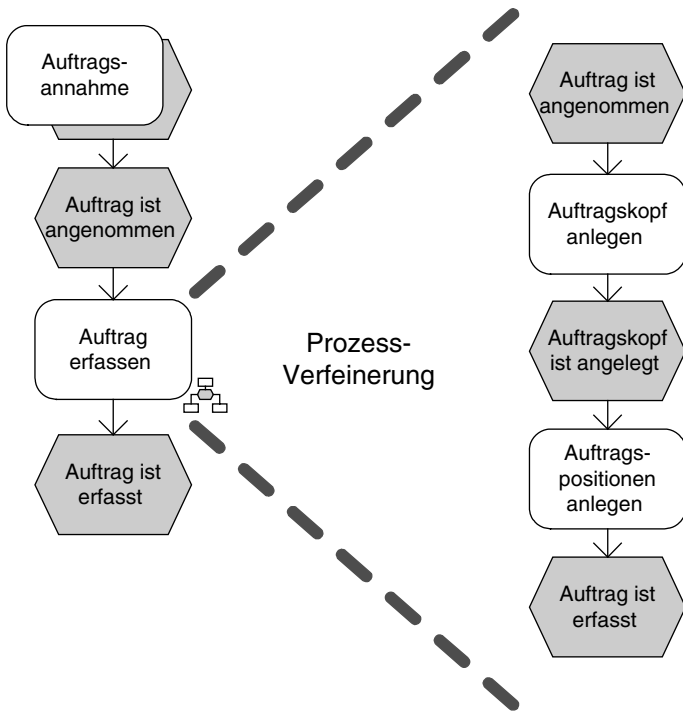 Auftrags-
annahme
Auftrag ist
angenommen
Auftrag
erfassen
Auftrag ist
erfasst
Prozess-
Verfeinerung
Auftrag ist
angenommen
Auftragskopf
anlegen
Auftragskopf
ist angelegt
Auftrags-
positionen
anlegen
Auftrag ist
erfasst